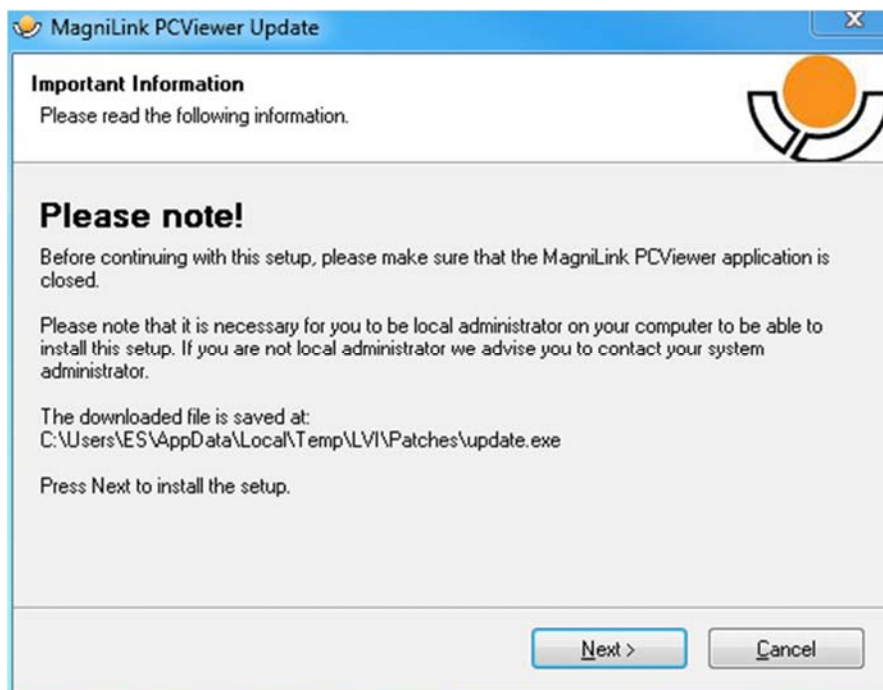 MagniLink PCViewer Update
Important Information
Please read the following information.
Please note!
Before continuing with this setup, please make sure that the MagniLink PCViewer application is
closed.
Please note that it is necessary for you to be local administrator on your computer to be able to
install this setup. If you are not local administrator we advise you to contact your system
administrator.
The downloaded file is saved at:
C:\Users\ES\AppData\Local\Temp\LVI\Patches\update.exe
Press Next to install the setup.
Next >
Cancel